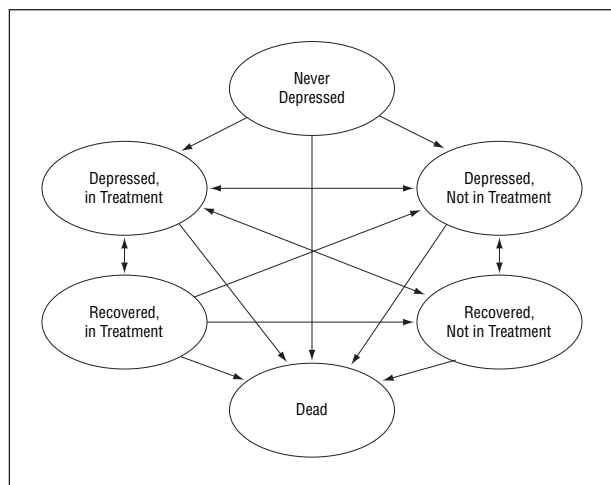 Never
Depressed
Depressed,
in Treatment
Depressed,
Not in Treatment
Recovered,
in Treatment
Recovered,
Not in Treatment
Dead